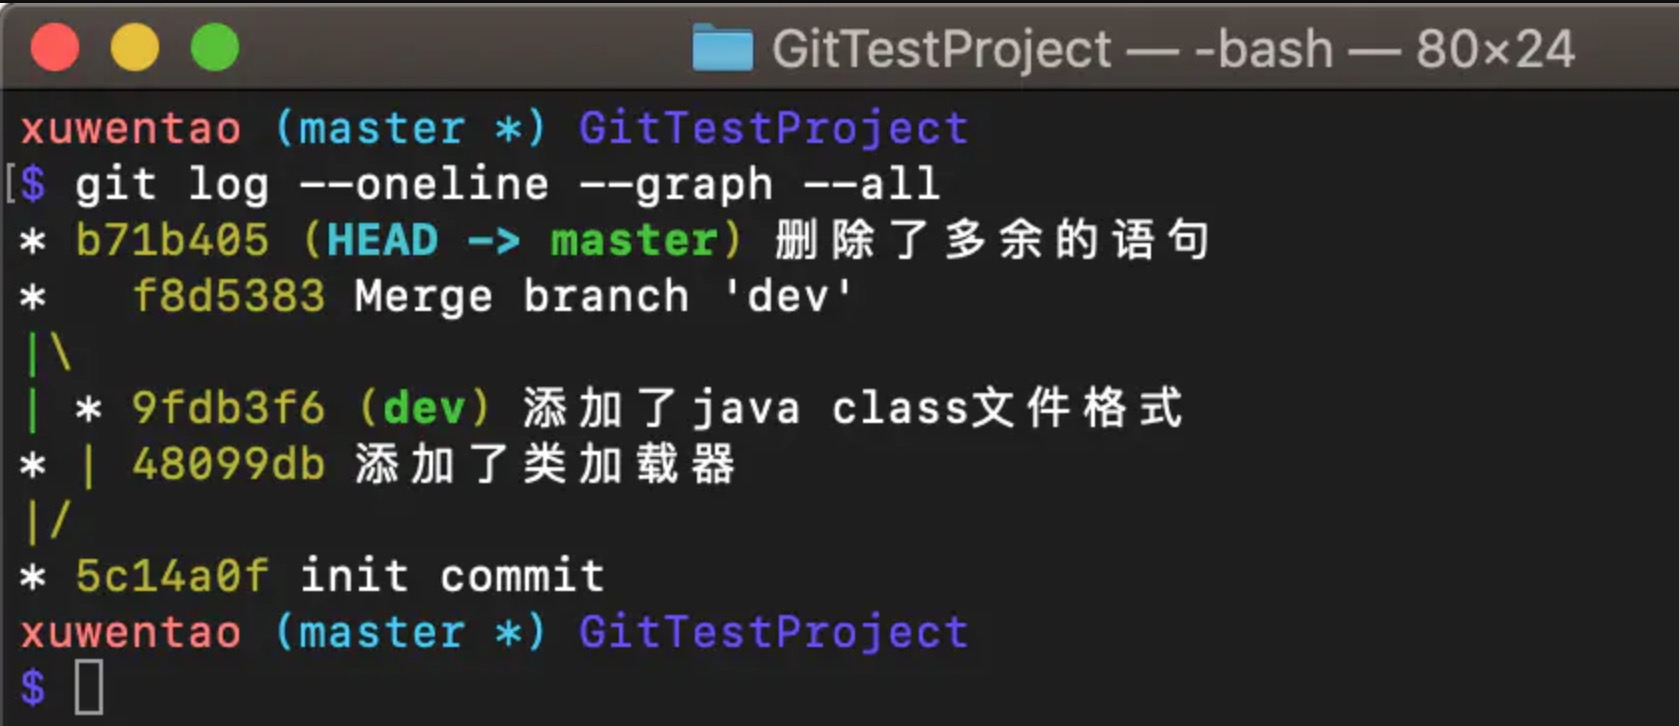 GitTestProject — -bash — 80×24
xuwentao (master *) GitTestProject
[$ git log --oneline --graph --all
* b71b405 (HEAD -> master) 删除了多余的语句
*   f8d5383 Merge branch 'dev'
|\
| * 9fdb3f6 (dev) 添加了java class文件格式
* | 48099db 添加了类加载器
|/
* 5c14a0f init commit
xuwentao (master *) GitTestProject
$